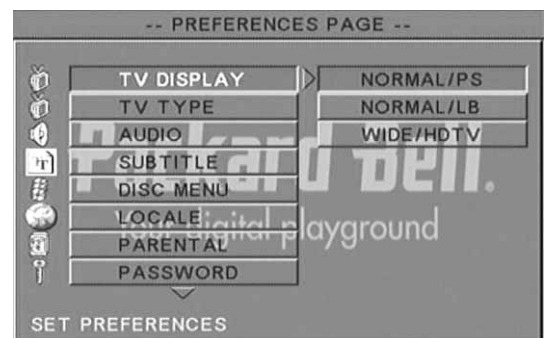 -- PREFERENCES PAGE --
TV DISPLAY NORMAL/PS
TV TYPE NORMAL/LB
AUDIO WIDE/HDTV
SUBTITLE
DISC MENU
LOCALE
PARENTAL
PASSWORD
Packard Bell.
Your digital playground
SET PREFERENCES